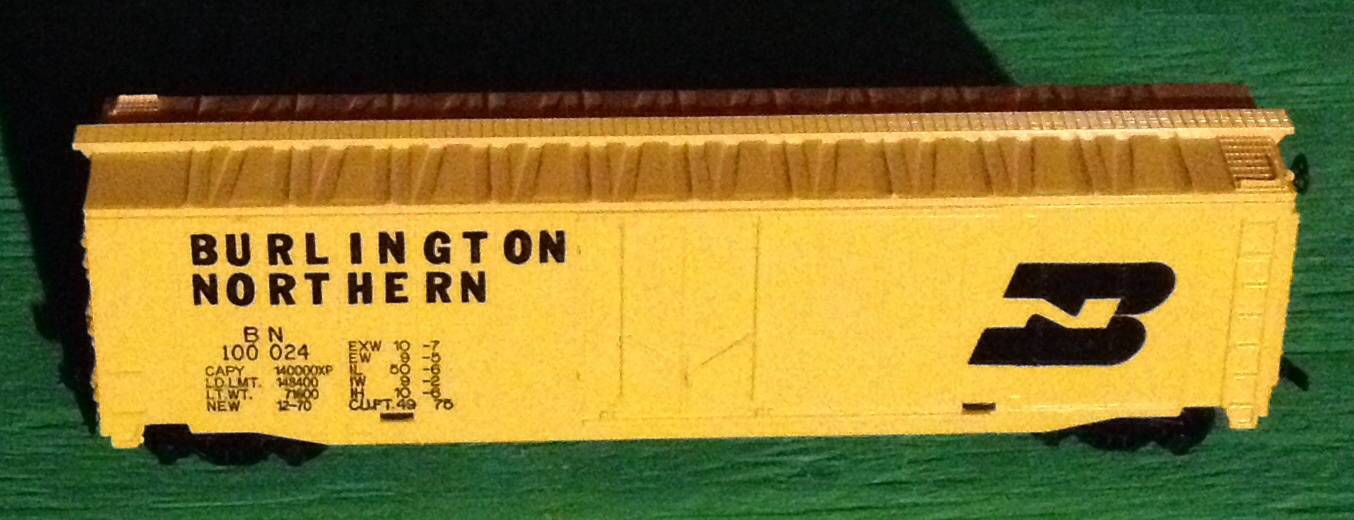 BURLINGTON
NORTHERN
BN
100 024
CAPY 140000XP
LD.LMT. 148400
LT.WT. 71600
NEW 12-70
EXW 10 -7
EW 9 -5
IL 50 -6
IW 9 -2
IH 10 -6
CU.FT. 49 75